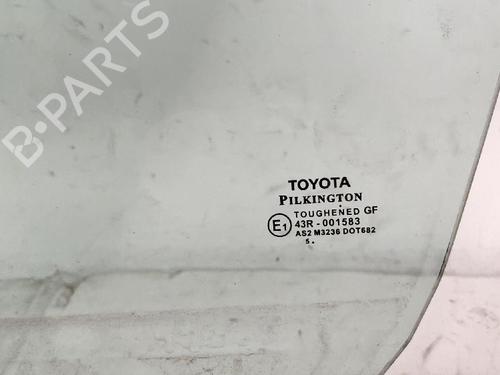 B-PARTS
TOYOTA
PILKINGTON
TOUGHENED GF
E1 43R-001583
AS2 M3236 DOT682
5.